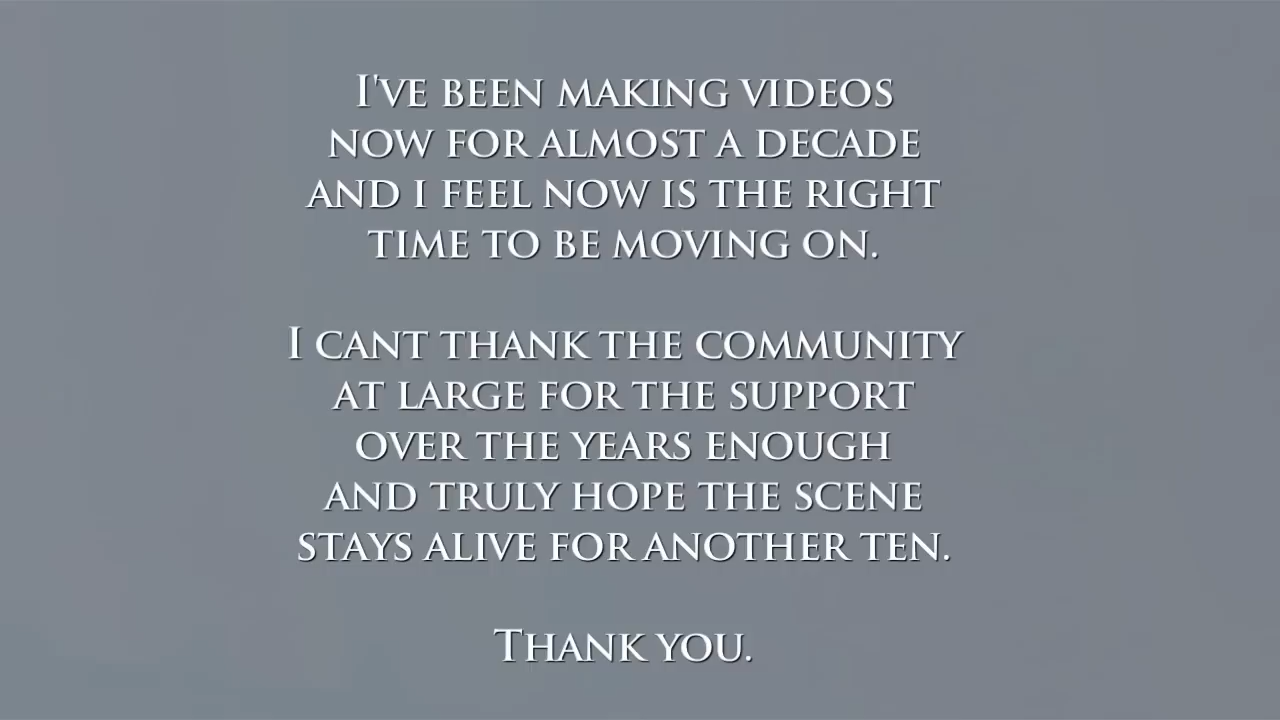 I'VE BEEN MAKING VIDEOS
NOW FOR ALMOST A DECADE
AND I FEEL NOW IS THE RIGHT
TIME TO BE MOVING ON.
I CANT THANK THE COMMUNITY
AT LARGE FOR THE SUPPORT
OVER THE YEARS ENOUGH
AND TRULY HOPE THE SCENE
STAYS ALIVE FOR ANOTHER TEN.
THANK YOU.